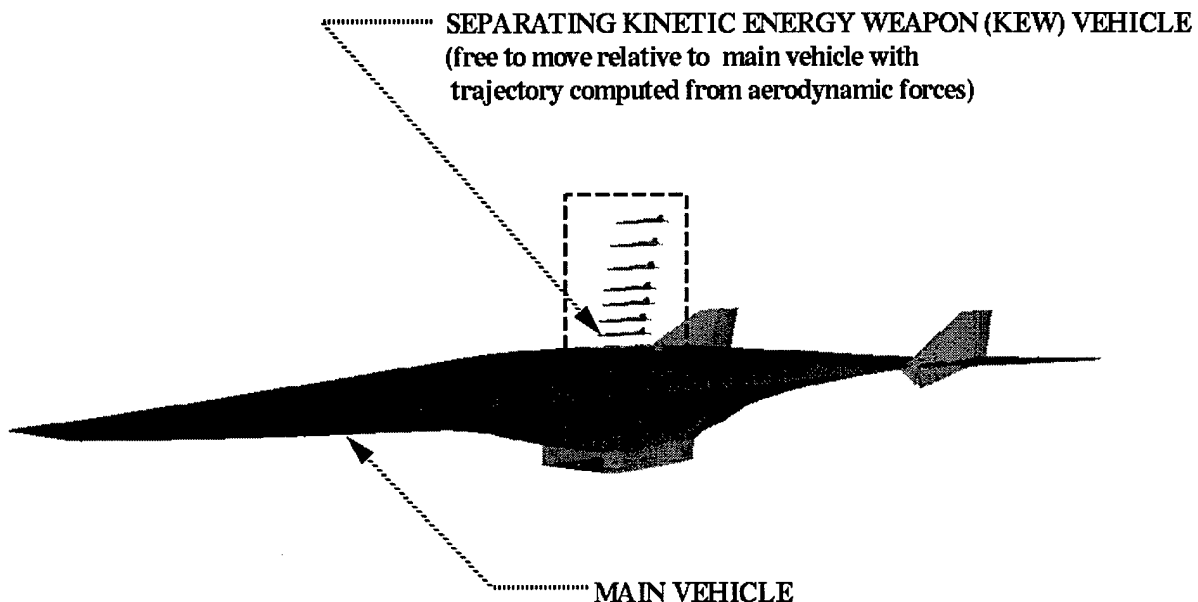 SEPARATING KINETIC ENERGY WEAPON (KEW) VEHICLE
(free to move relative to main vehicle with
trajectory computed from aerodynamic forces)
MAIN VEHICLE